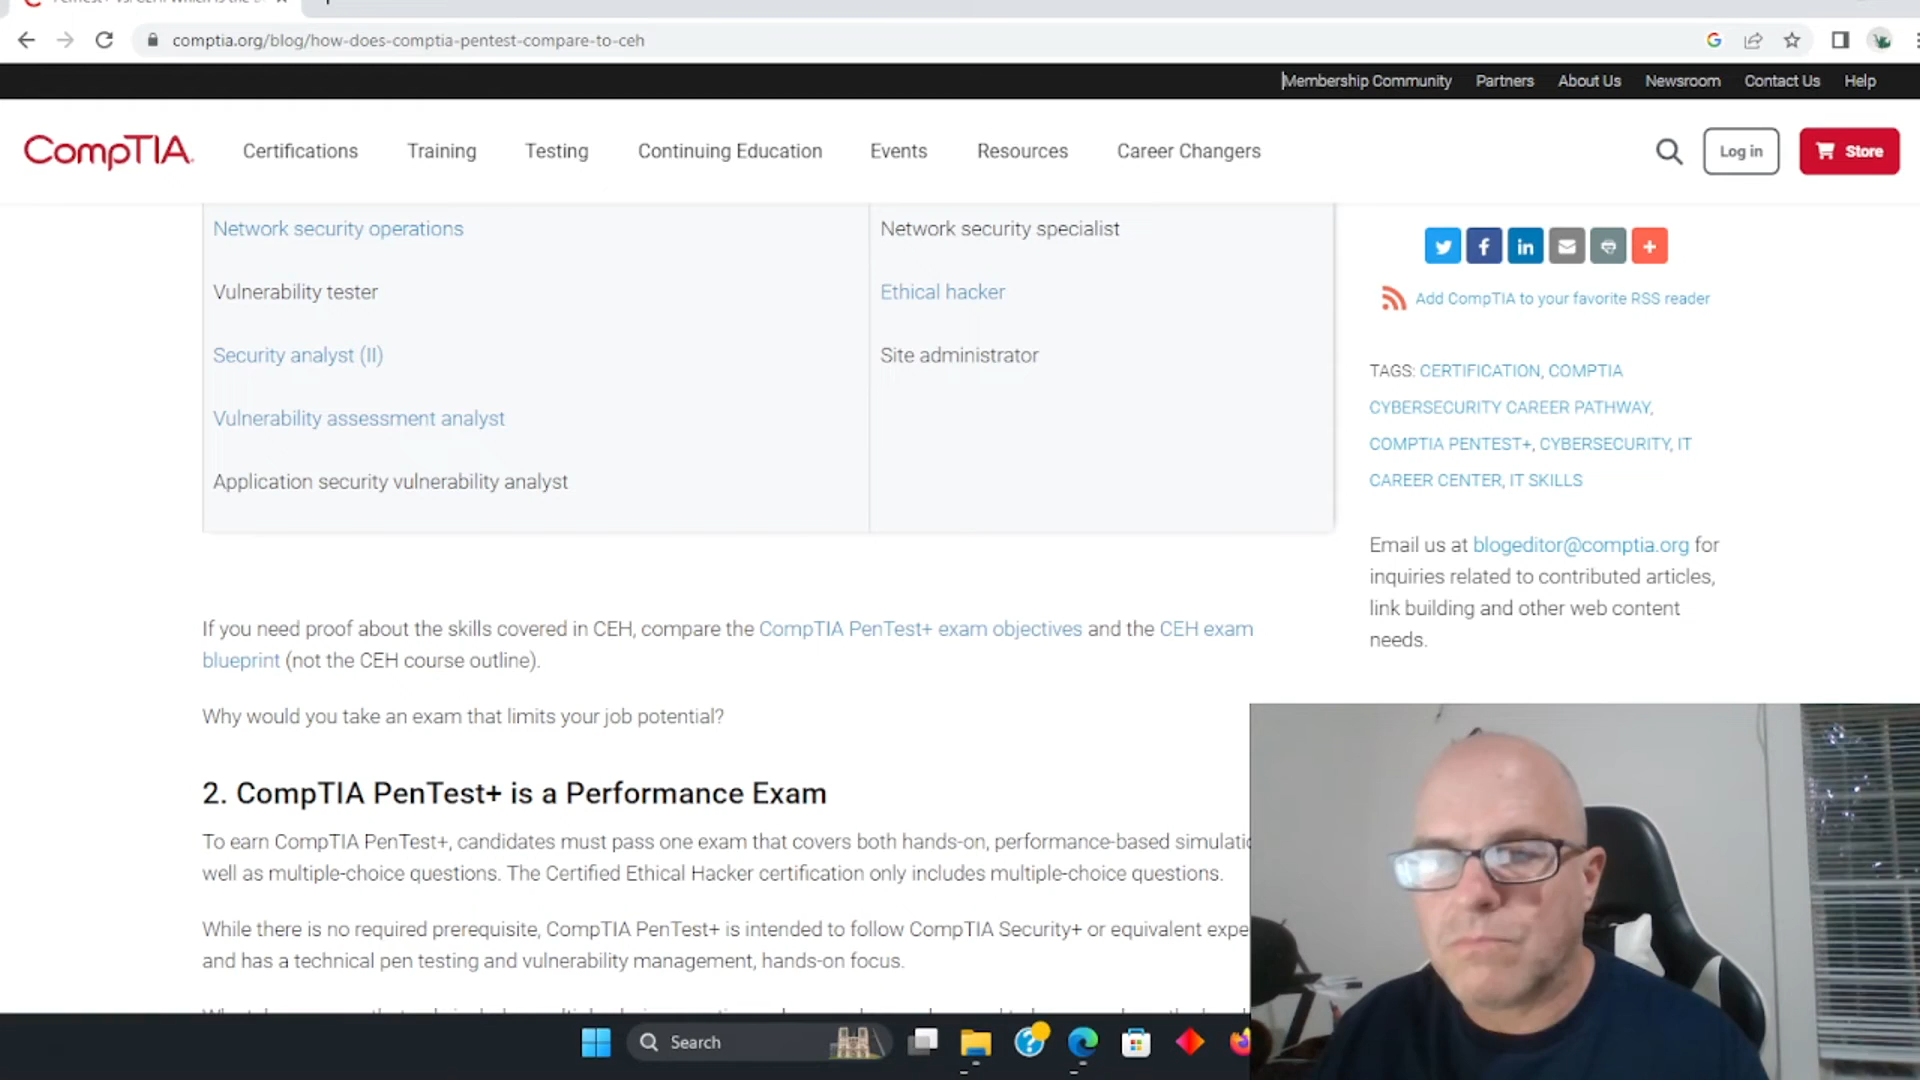 comptia.org/blog/how-does-comptia-pentest-compare-to-ceh
Membership Community Partners About Us Newsroom Contact Us Help
CompTIA. Certifications Training Testing Continuing Education Events Resources Career Changers Log in Store
Network security operations
Vulnerability tester
Security analyst (II)
Vulnerability assessment analyst
Application security vulnerability analyst
Network security specialist
Ethical hacker
Site administrator
If you need proof about the skills covered in CEH, compare the CompTIA PenTest+ exam objectives and the CEH exam
blueprint (not the CEH course outline).
Why would you take an exam that limits your job potential?
2. CompTIA PenTest+ is a Performance Exam
To earn CompTIA PenTest+, candidates must pass one exam that covers both hands-on, performance-based simulatio
well as multiple-choice questions. The Certified Ethical Hacker certification only includes multiple-choice questions.
While there is no required prerequisite, CompTIA PenTest+ is intended to follow CompTIA Security+ or equivalent expe
and has a technical pen testing and vulnerability management, hands-on focus.
Add CompTIA to your favorite RSS reader
TAGS: CERTIFICATION, COMPTIA
CYBERSECURITY CAREER PATHWAY,
COMPTIA PENTEST+, CYBERSECURITY, IT
CAREER CENTER, IT SKILLS
Email us at blogeditor@comptia.org for
inquiries related to contributed articles,
link building and other web content
needs.
Search